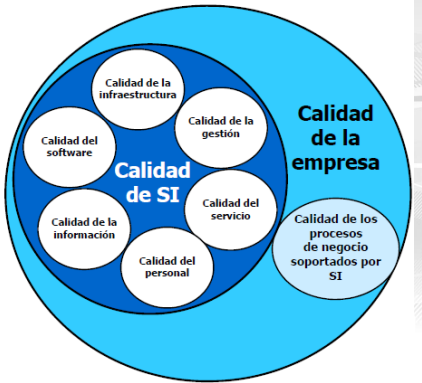 Calidad de la
infraestructura
Calidad de la
gestión
Calidad del
software
Calidad
de SI
Calidad del
servicio
Calidad de la
información
Calidad del
personal
Calidad
de la
empresa
Calidad de los
procesos
de negocio
soportados por
SI